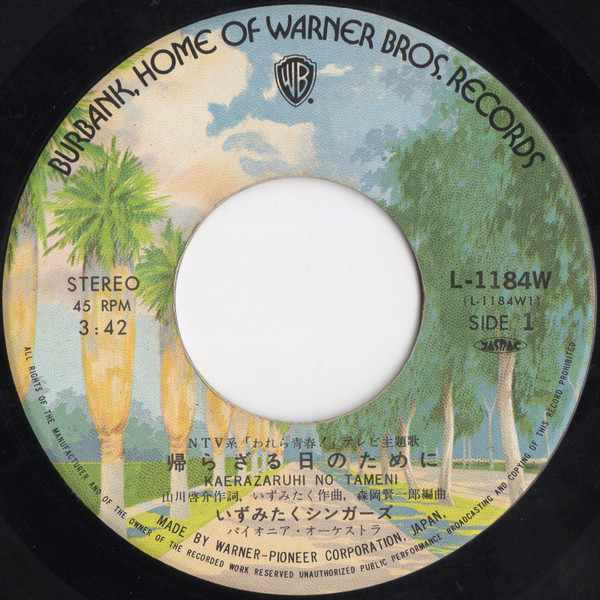 BURBANK, HOME OF WARNER BROS. RECORDS
WB
STEREO
45 RPM
3:42
L-1184W
(L-1184W1)
SIDE 1
JASRAC
NTV系「われら青春！」テレビ主題歌
帰らざる日のために
KAERAZARUHI NO TAMENI
山川啓介作詞, いずみたく作曲, 森岡賢一郎編曲
いずみたくシンガーズ
パイオニア・オーケストラ
MADE BY WARNER-PIONEER CORPORATION, JAPAN.
ALL RIGHTS OF THE MANUFACTURER AND OF THE OWNER OF THE RECORDED WORK RESERVED UNAUTHORIZED PUBLIC PERFORMANCE BROADCASTING AND COPYING OF THIS RECORD PROHIBITED.